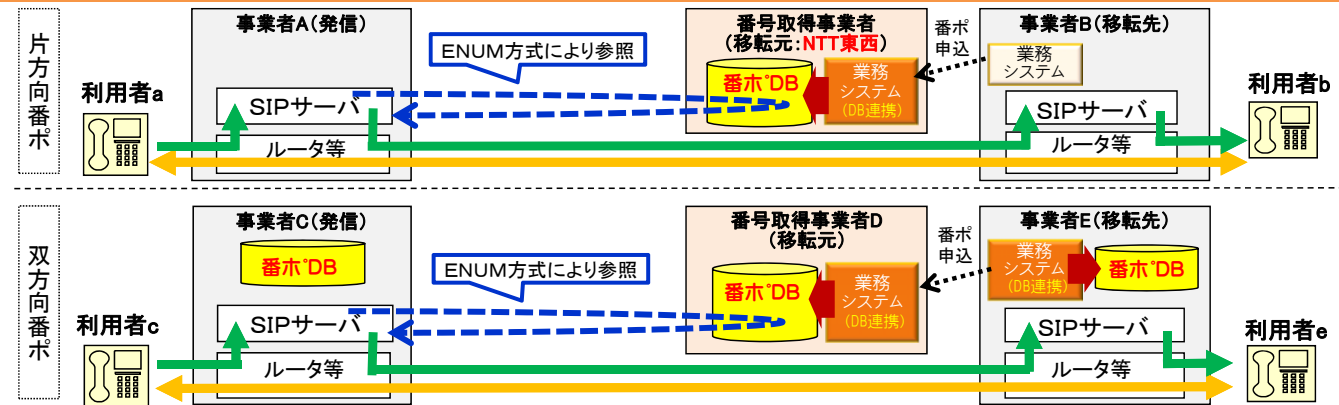 片方向番ポ
事業者A(発信)
ENUM方式により参照
番号取得事業者
(移転元:NTT東西)
番ポ
申込
事業者B(移転先)
業務
システム
番ポDB
業務
システム
(DB連携)
利用者a
利用者b
SIPサーバ
SIPサーバ
ルータ等
双方向番ポ
事業者C(発信)
番ポDB
ENUM方式により参照
番号取得事業者D
(移転元)
番ポ
申込
事業者E(移転先)
業務
システム
(DB連携)
番ポDB
番ポDB
業務
システム
(DB連携)
利用者c
利用者e
SIPサーバ
SIPサーバ
ルータ等
ルータ等
ルータ等